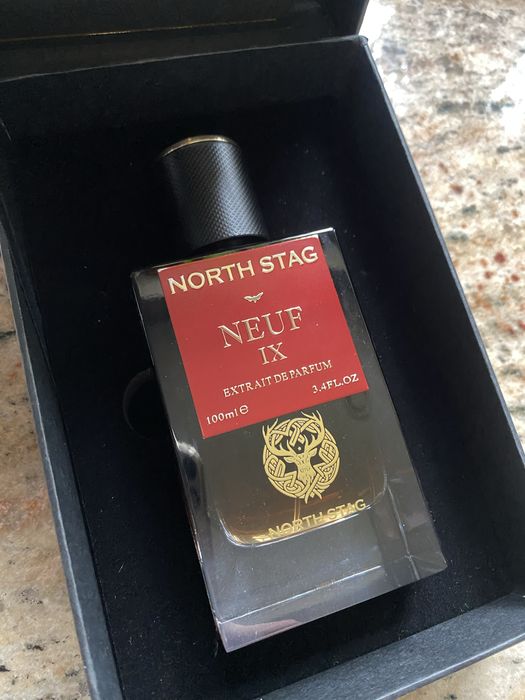 NORTH STAG
NEUF
IX
EXTRAIT DE PARFUM
100ml ℮ 3.4FL.OZ
NORTH STAG